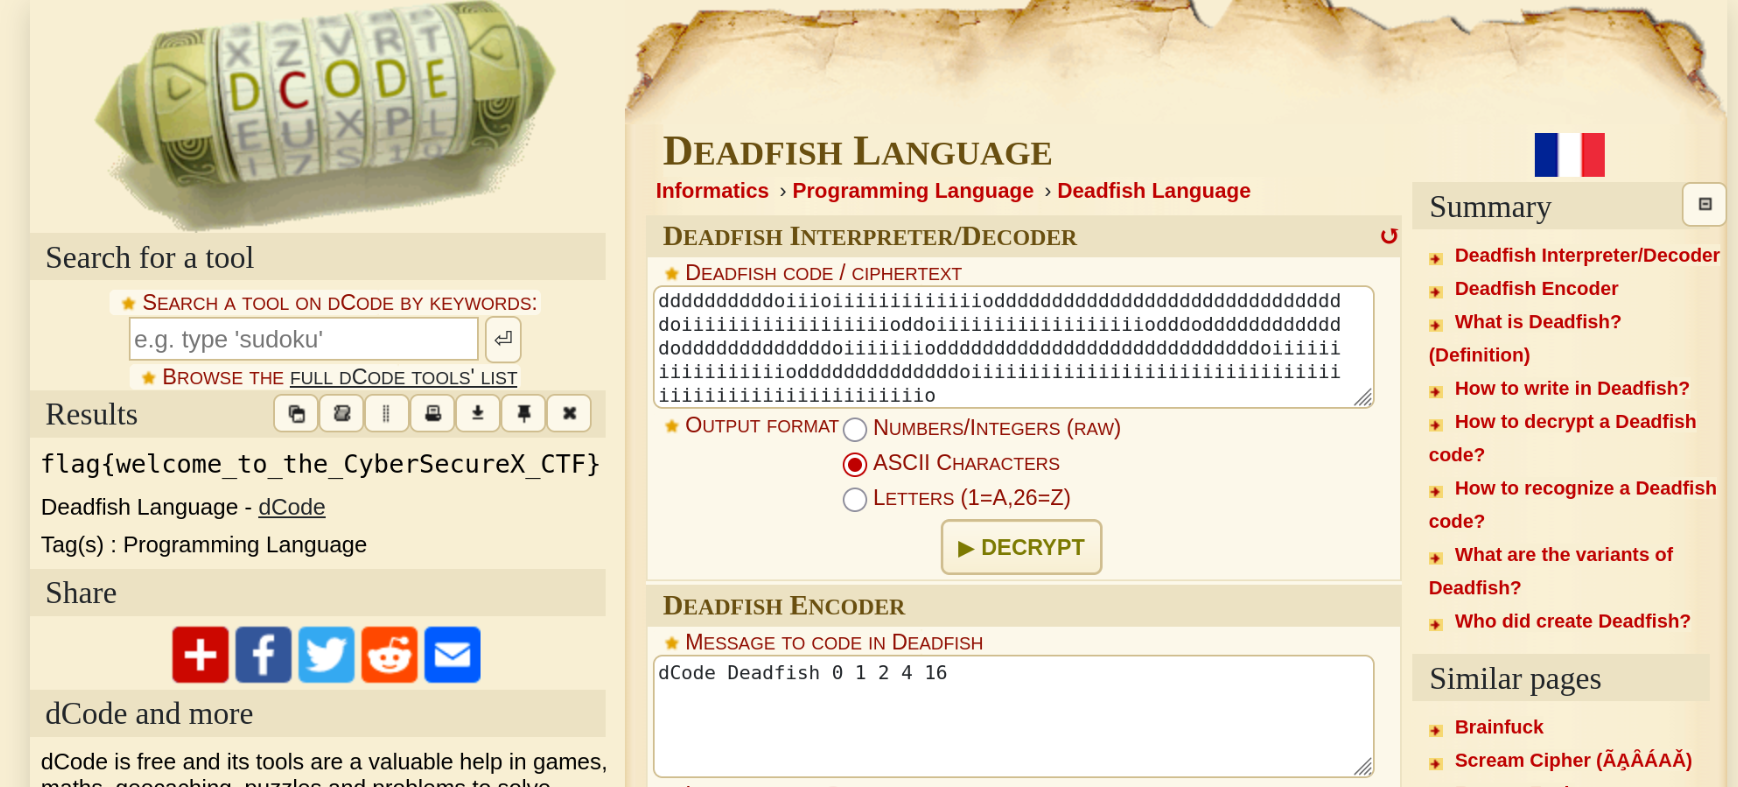 X Z V R T
D C O D E
E U X P L
Search for a tool
★ SEARCH A TOOL ON DCODE BY KEYWORDS:
e.g. type 'sudoku'
★ BROWSE THE FULL DCODE TOOLS' LIST
Results
flag{welcome_to_the_CyberSecureX_CTF}
Deadfish Language - dCode
Tag(s) : Programming Language
Share
dCode and more
dCode is free and its tools are a valuable help in games,
maths, geocaching, puzzles and problems to solve
DEADFISH LANGUAGE
Informatics › Programming Language › Deadfish Language
DEADFISH INTERPRETER/DECODER
★ DEADFISH CODE / CIPHERTEXT
ddddddddddoiiioiiiiiiiiiiiiiodddddddddddddddddddddddddddddd
doiiiiiiiiiiiiiiiiiioddoiiiiiiiiiiiiiiiiiiodddodddddddddddd
dodddddddddddddoiiiiiiioddddddddddddddddddddddddddddoiiiiii
iiiiiiiiiiiodddddddddddddddoiiiiiiiiiiiiiiiiiiiiiiiiiiiiiii
iiiiiiiiiiiiiiiiiiiiiiio
★ OUTPUT FORMAT
NUMBERS/INTEGERS (RAW)
ASCII CHARACTERS
LETTERS (1=A,26=Z)
▶ DECRYPT
DEADFISH ENCODER
★ MESSAGE TO CODE IN DEADFISH
dCode Deadfish 0 1 2 4 16
Summary
Deadfish Interpreter/Decoder
Deadfish Encoder
What is Deadfish?
(Definition)
How to write in Deadfish?
How to decrypt a Deadfish
code?
How to recognize a Deadfish
code?
What are the variants of
Deadfish?
Who did create Deadfish?
Similar pages
Brainfuck
Scream Cipher (ÃĄÂÁAǍ)